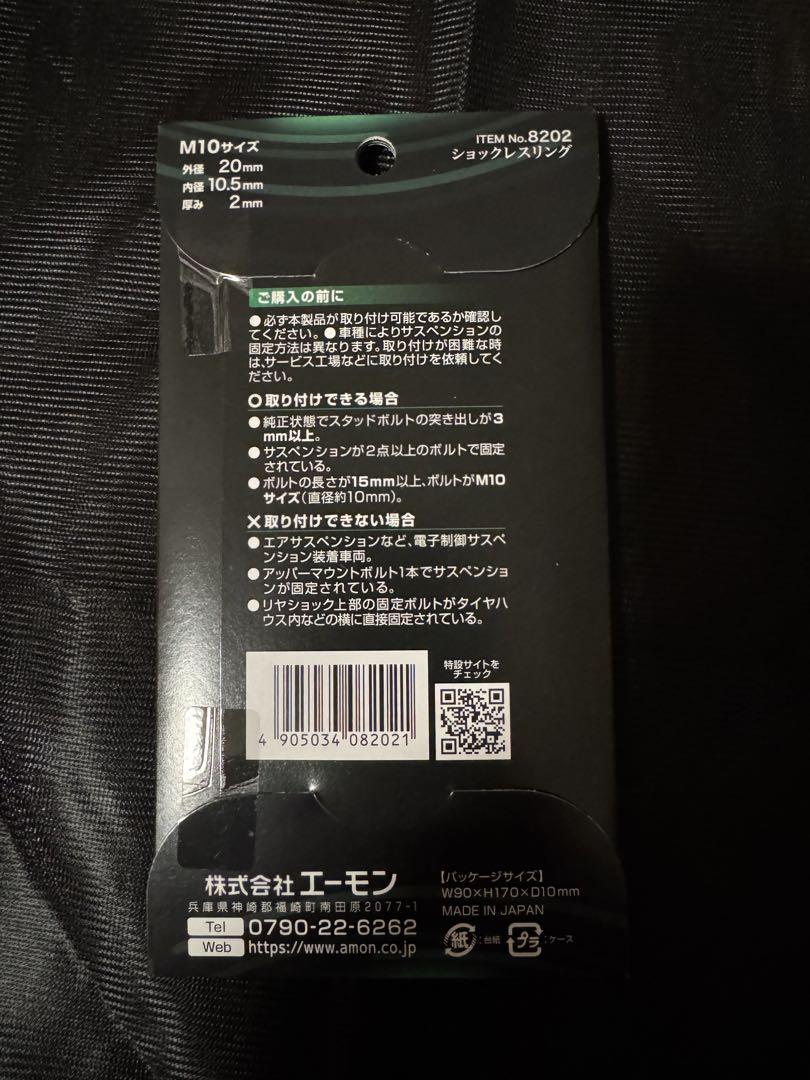 M10サイズ
外径 20mm
内径 10.5mm
厚み 2mm
ITEM No.8202
ショックレスリング
ご購入の前に
●必ず本製品が取り付け可能であるか確認し
てください。●車種によりサスペンションの
固定方法は異なります。取り付けが困難な時
は、サービス工場などに取り付けを依頼してく
ださい。
○取り付けできる場合
●純正状態でスタッドボルトの突き出しが3
mm以上。
●サスペンションが2点以上のボルトで固定
されている。
●ボルトの長さが15mm以上、ボルトがM10
サイズ(直径約10mm)。
×取り付けできない場合
●エアサスペンションなど、電子制御サスペ
ンション装着車両。
●アッパーマウントボルト1本でサスペンショ
ンが固定されている。
●リヤショック上部の固定ボルトがタイヤハ
ウス内などの横に直接固定されている。
特設サイトを
チェック
4 905034 082021
株式会社 エーモン
兵庫県神崎郡福崎町南田原2077-1
Tel 0790-22-6262
Web https://www.amon.co.jp
【パッケージサイズ】
W90×H170×D10mm
MADE IN JAPAN
紙:台紙 プラ:ケース